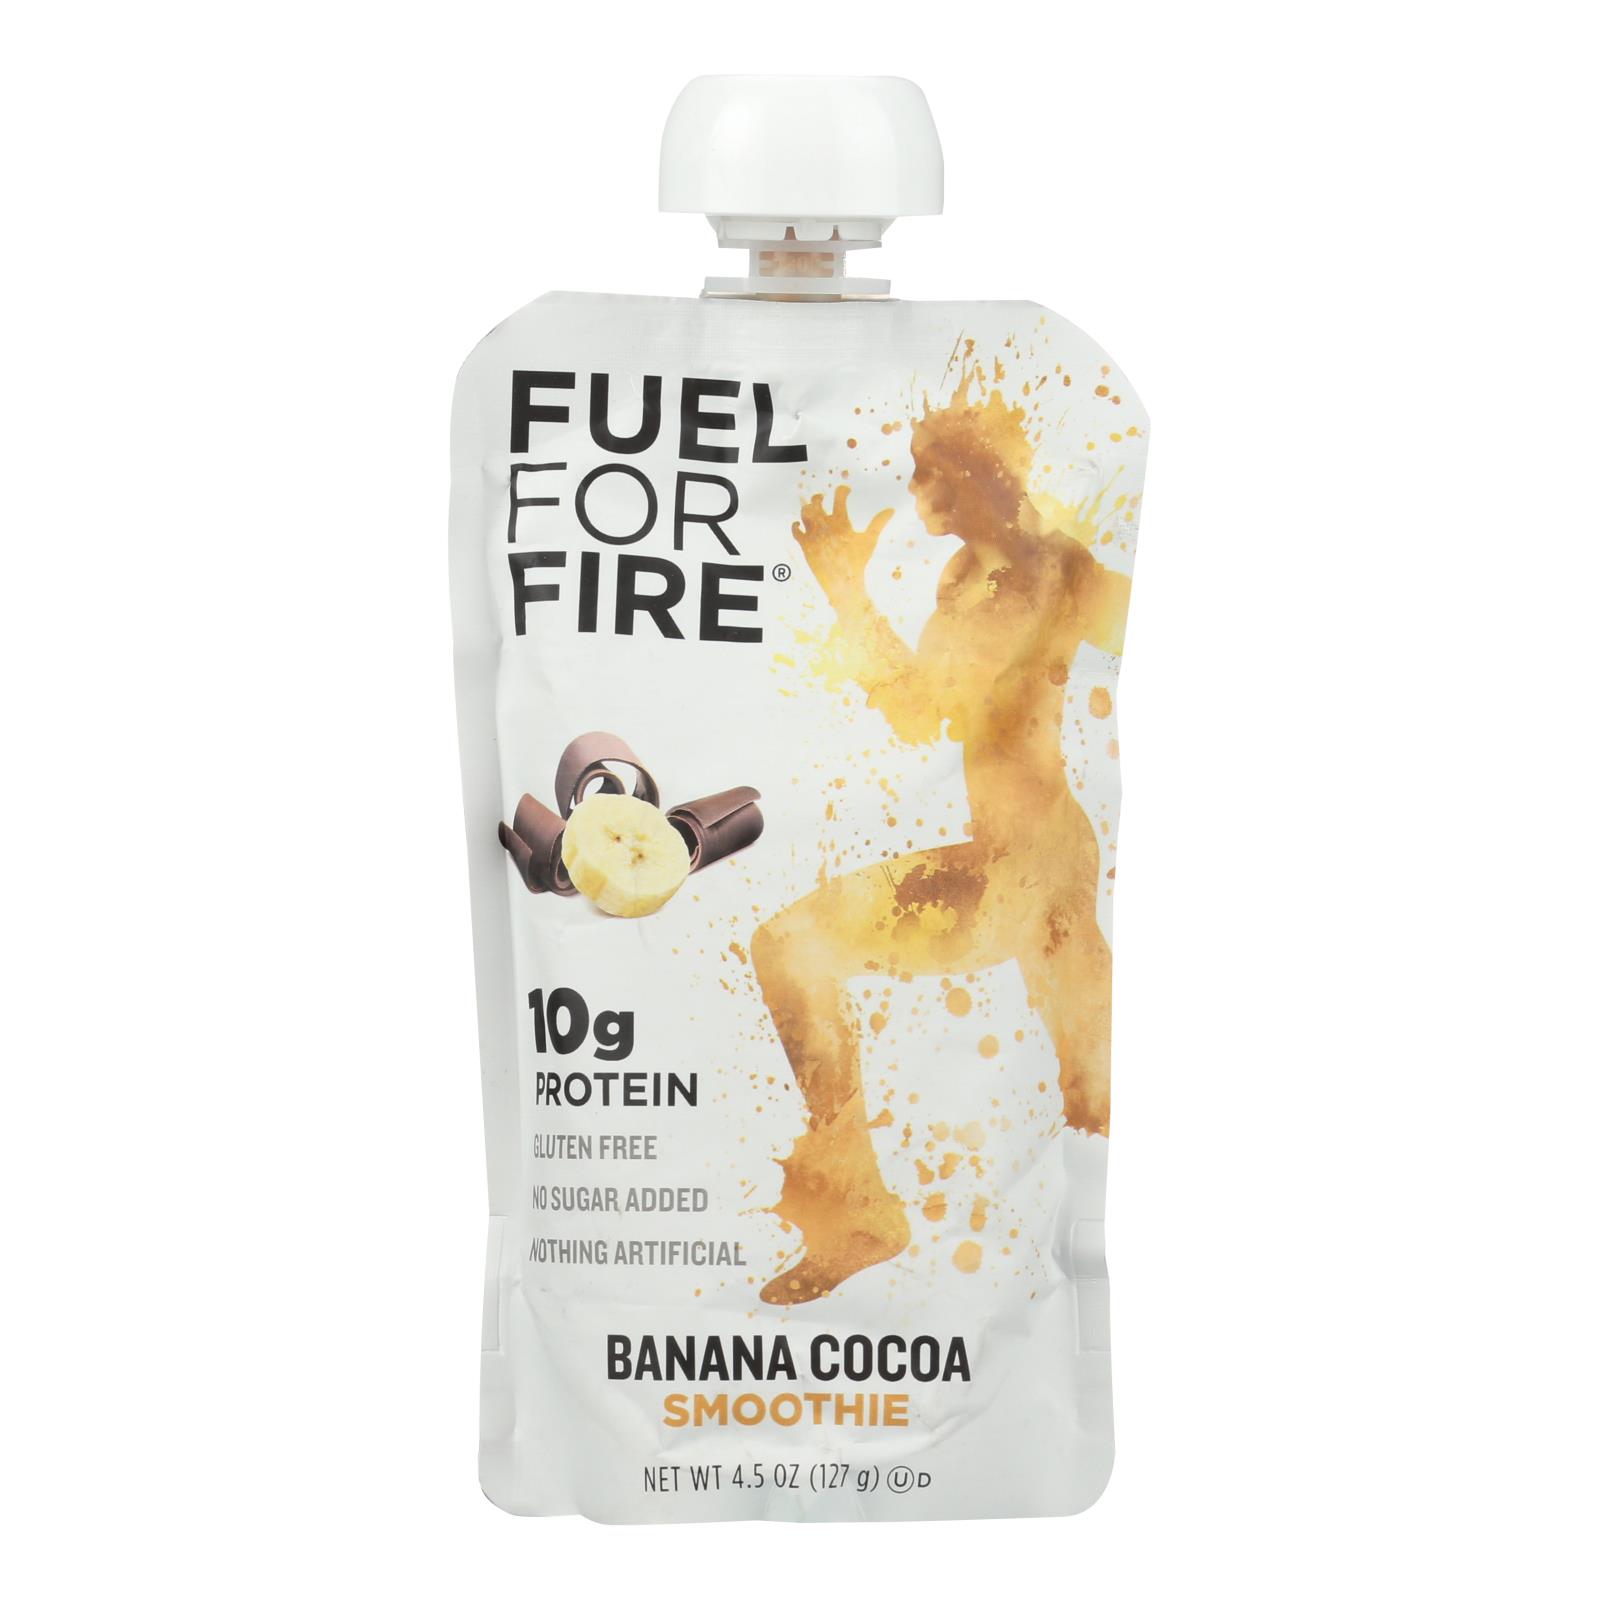 FUEL
FOR
FIRE®
10g
PROTEIN
GLUTEN FREE
NO SUGAR ADDED
NOTHING ARTIFICIAL
BANANA COCOA
SMOOTHIE
NET WT 4.5 OZ (127 g) Ⓤ D